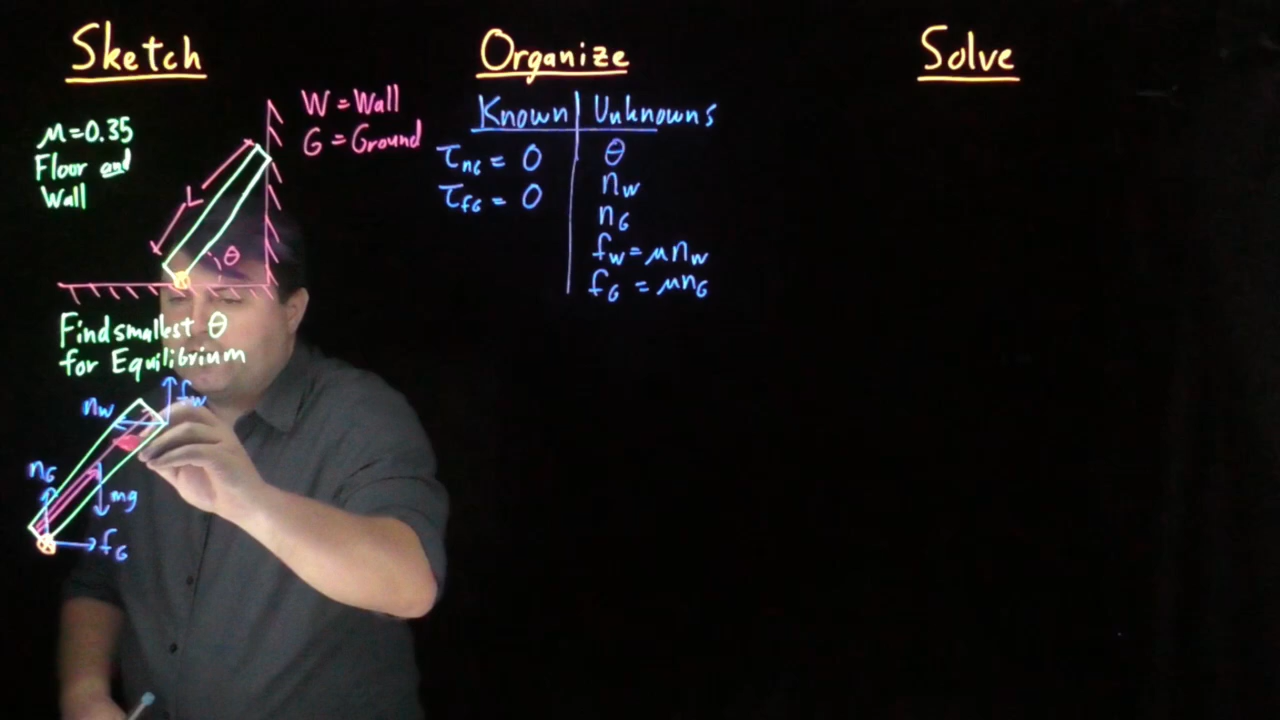 Sketch
μ=0.35
Floor and
Wall
W = Wall
G = Ground
L
θ
Find smallest θ
for Equilibrium
nW
fW
nG
mg
fG
Organize
Known Unknowns
τnG = 0 θ
τfG = 0 nW
nG
fW = μnW
fG = μnG
Solve